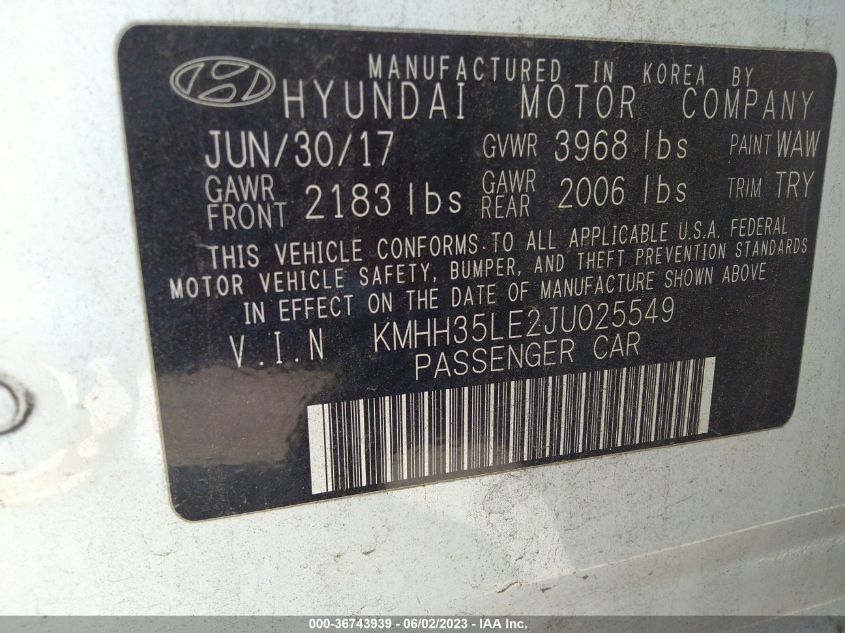 MANUFACTURED IN KOREA BY
HYUNDAI MOTOR COMPANY
JUN/30/17 GVWR 3968 lbs PAINT WAW
GAWR FRONT 2183 lbs GAWR REAR 2006 lbs TRIM TRY
THIS VEHICLE CONFORMS TO ALL APPLICABLE U.S.A. FEDERAL
MOTOR VEHICLE SAFETY, BUMPER, AND THEFT PREVENTION STANDARDS
IN EFFECT ON THE DATE OF MANUFACTURE SHOWN ABOVE
V.I.N KMHH35LE2JU025549
PASSENGER CAR
000-36743939 - 06/02/2023 - IAA Inc.